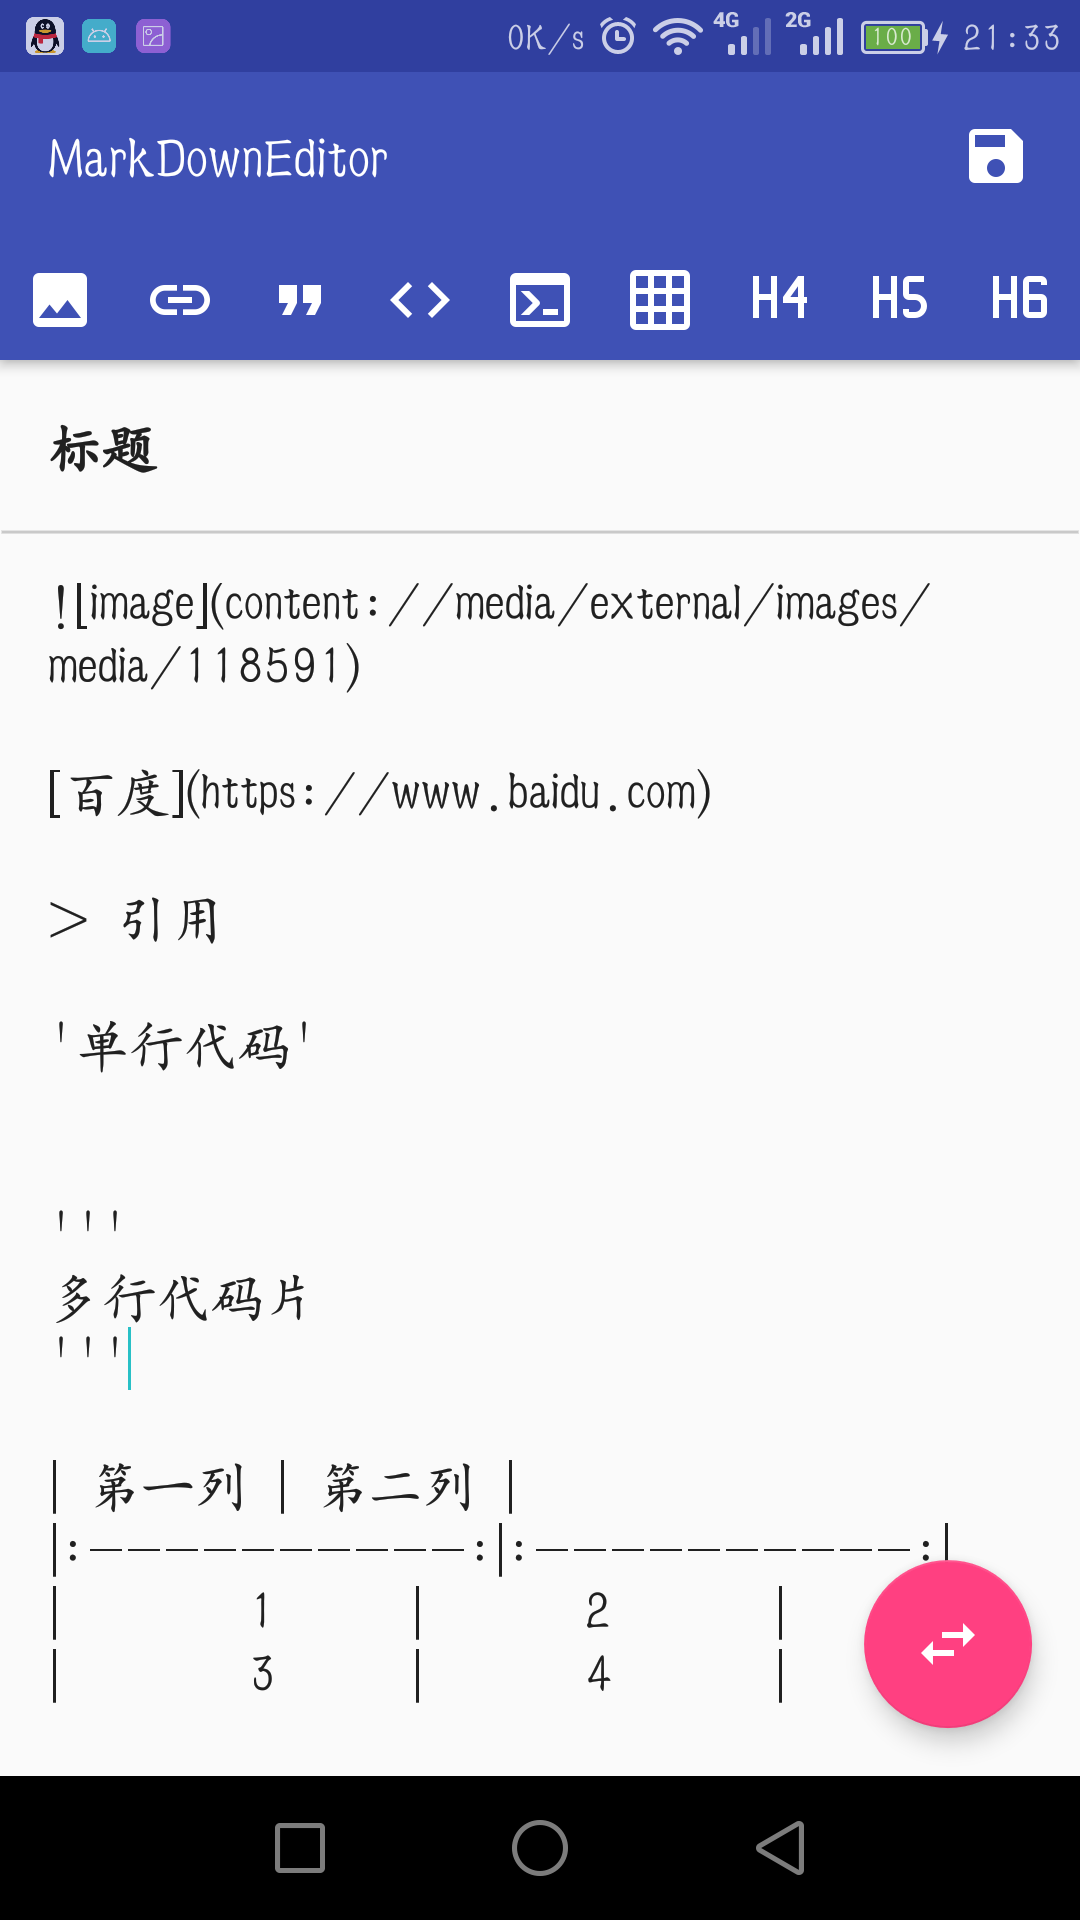 0K/s 4G 2G 100 21:33
MarkDownEditor
H4 H5 H6
标题
![image](content://media/external/images/
media/118591)
[百度](https://www.baidu.com)
> 引用
'单行代码'
'''
多行代码片
'''
| 第一列 | 第二列 |
|:----------:|:----------:|
| 1 | 2 |
| 3 | 4 |